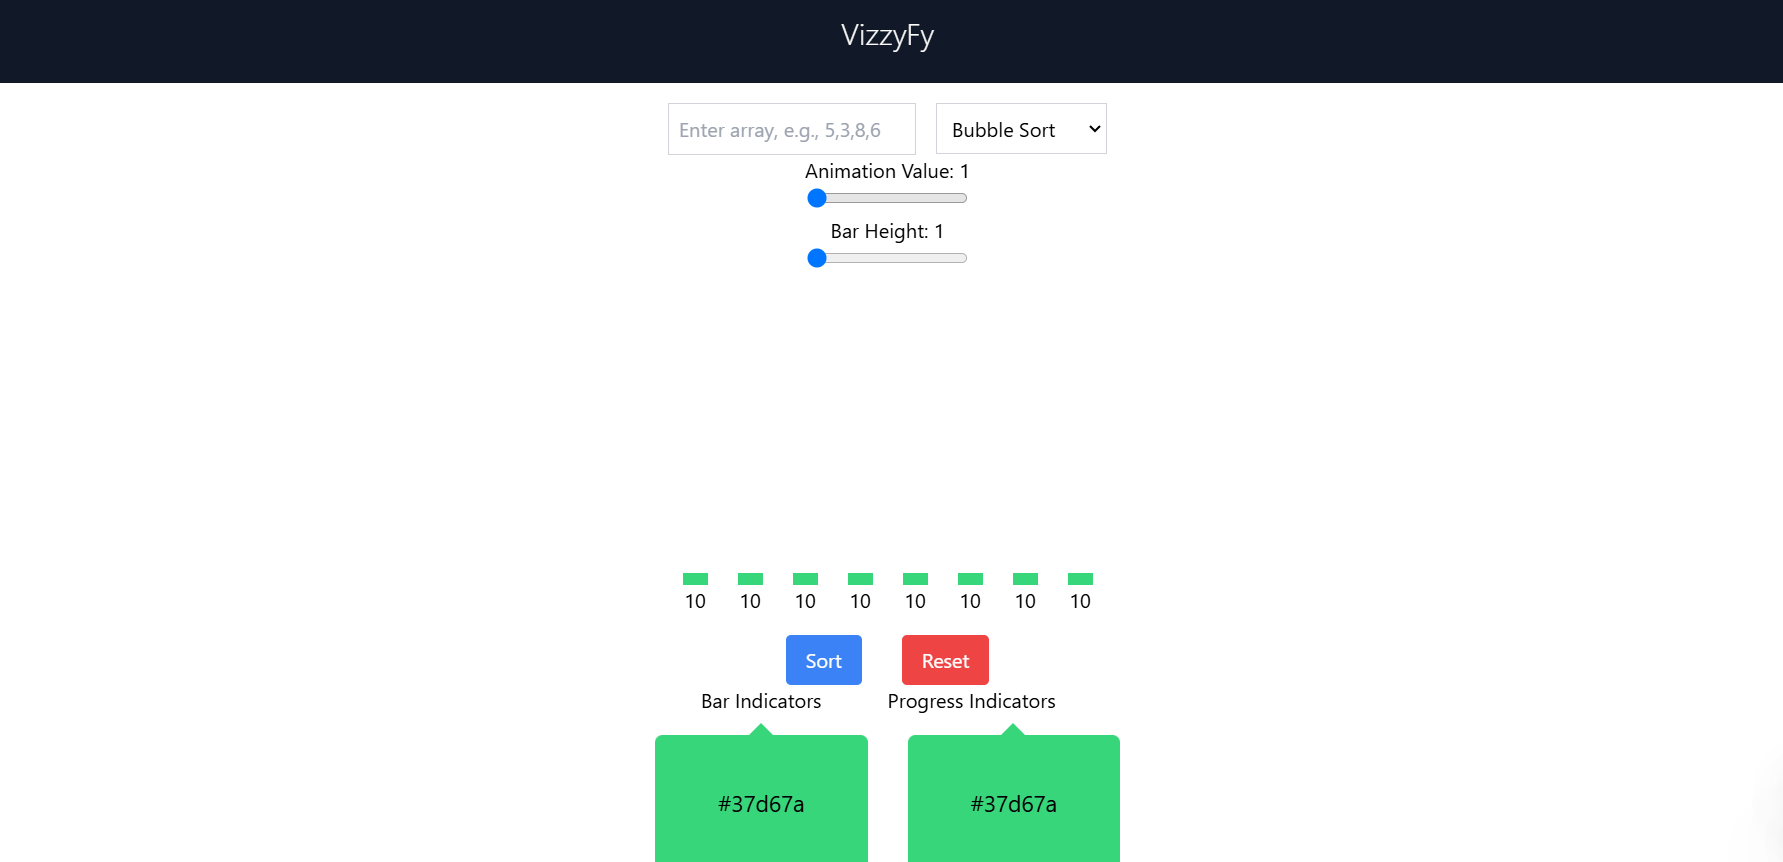 VizzyFy
Enter array, e.g., 5,3,8,6
Bubble Sort
Animation Value: 1
Bar Height: 1
10 10 10 10 10 10 10 10
Sort Reset
Bar Indicators Progress Indicators
#37d67a #37d67a